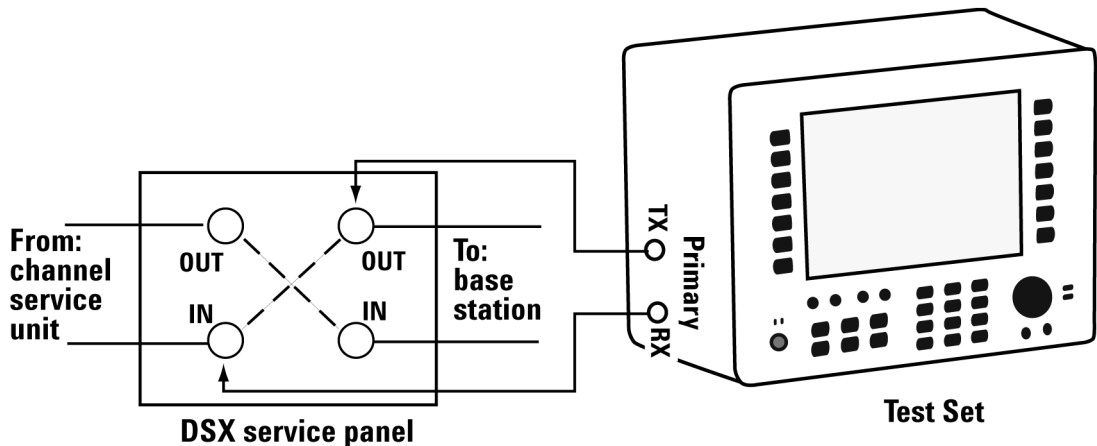 From:
channel
service
unit
OUT
OUT
IN
IN
To:
base
station
DSX service panel
TX
Primary
RX
Test Set